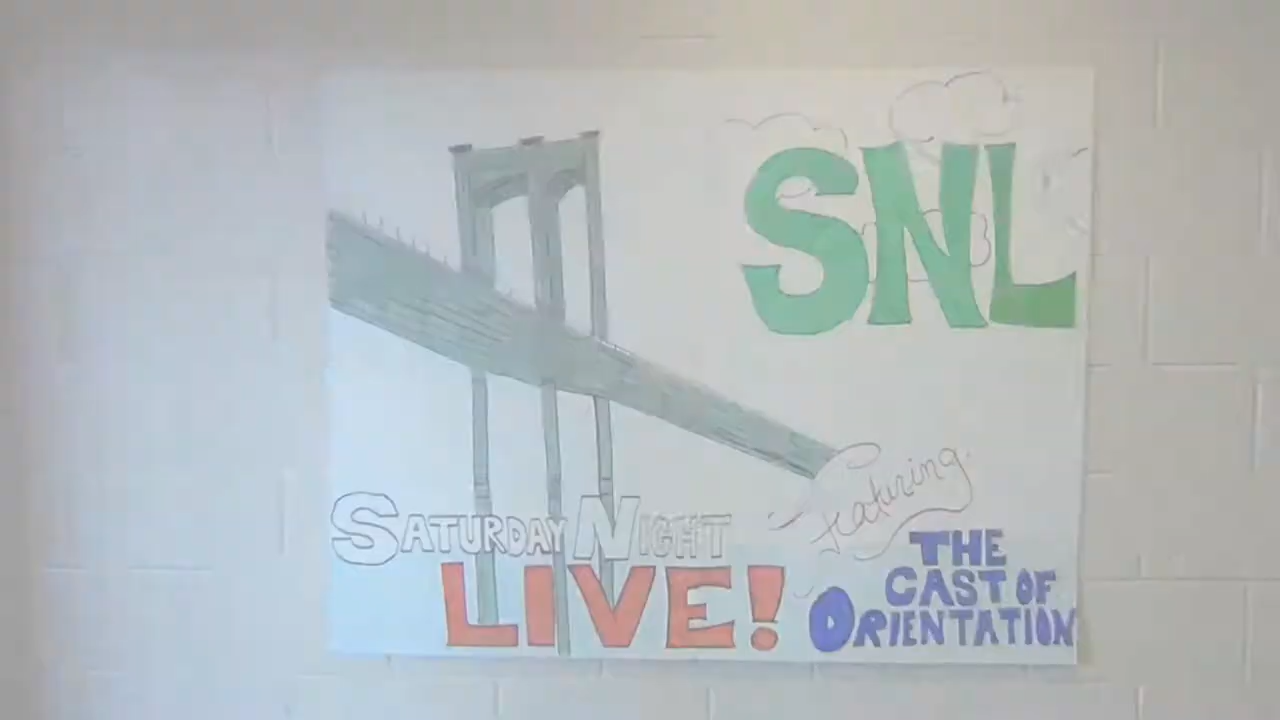 SNL
Featuring
SATURDAY NIGHT
LIVE!
THE
CAST OF
ORIENTATION